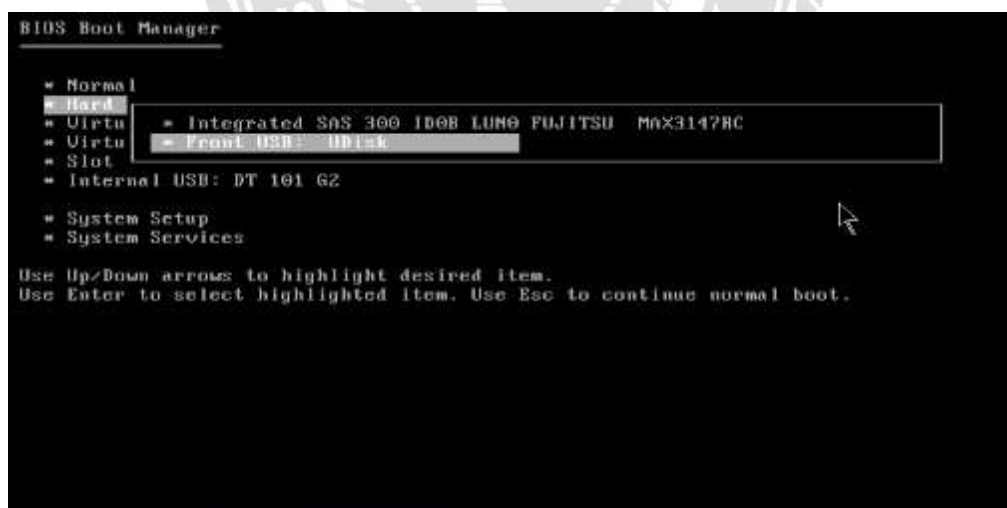 BIOS Boot Manager
* Normal
* Hard
* Virtu
* Virtu
* Slot
* Integrated SAS 300 ID0B LUN0 FUJITSU MAX3147RC
* Front USB: UDisk
* Internal USB: DT 101 G2
* System Setup
* System Services
Use Up/Down arrows to highlight desired item.
Use Enter to select highlighted item. Use Esc to continue normal boot.